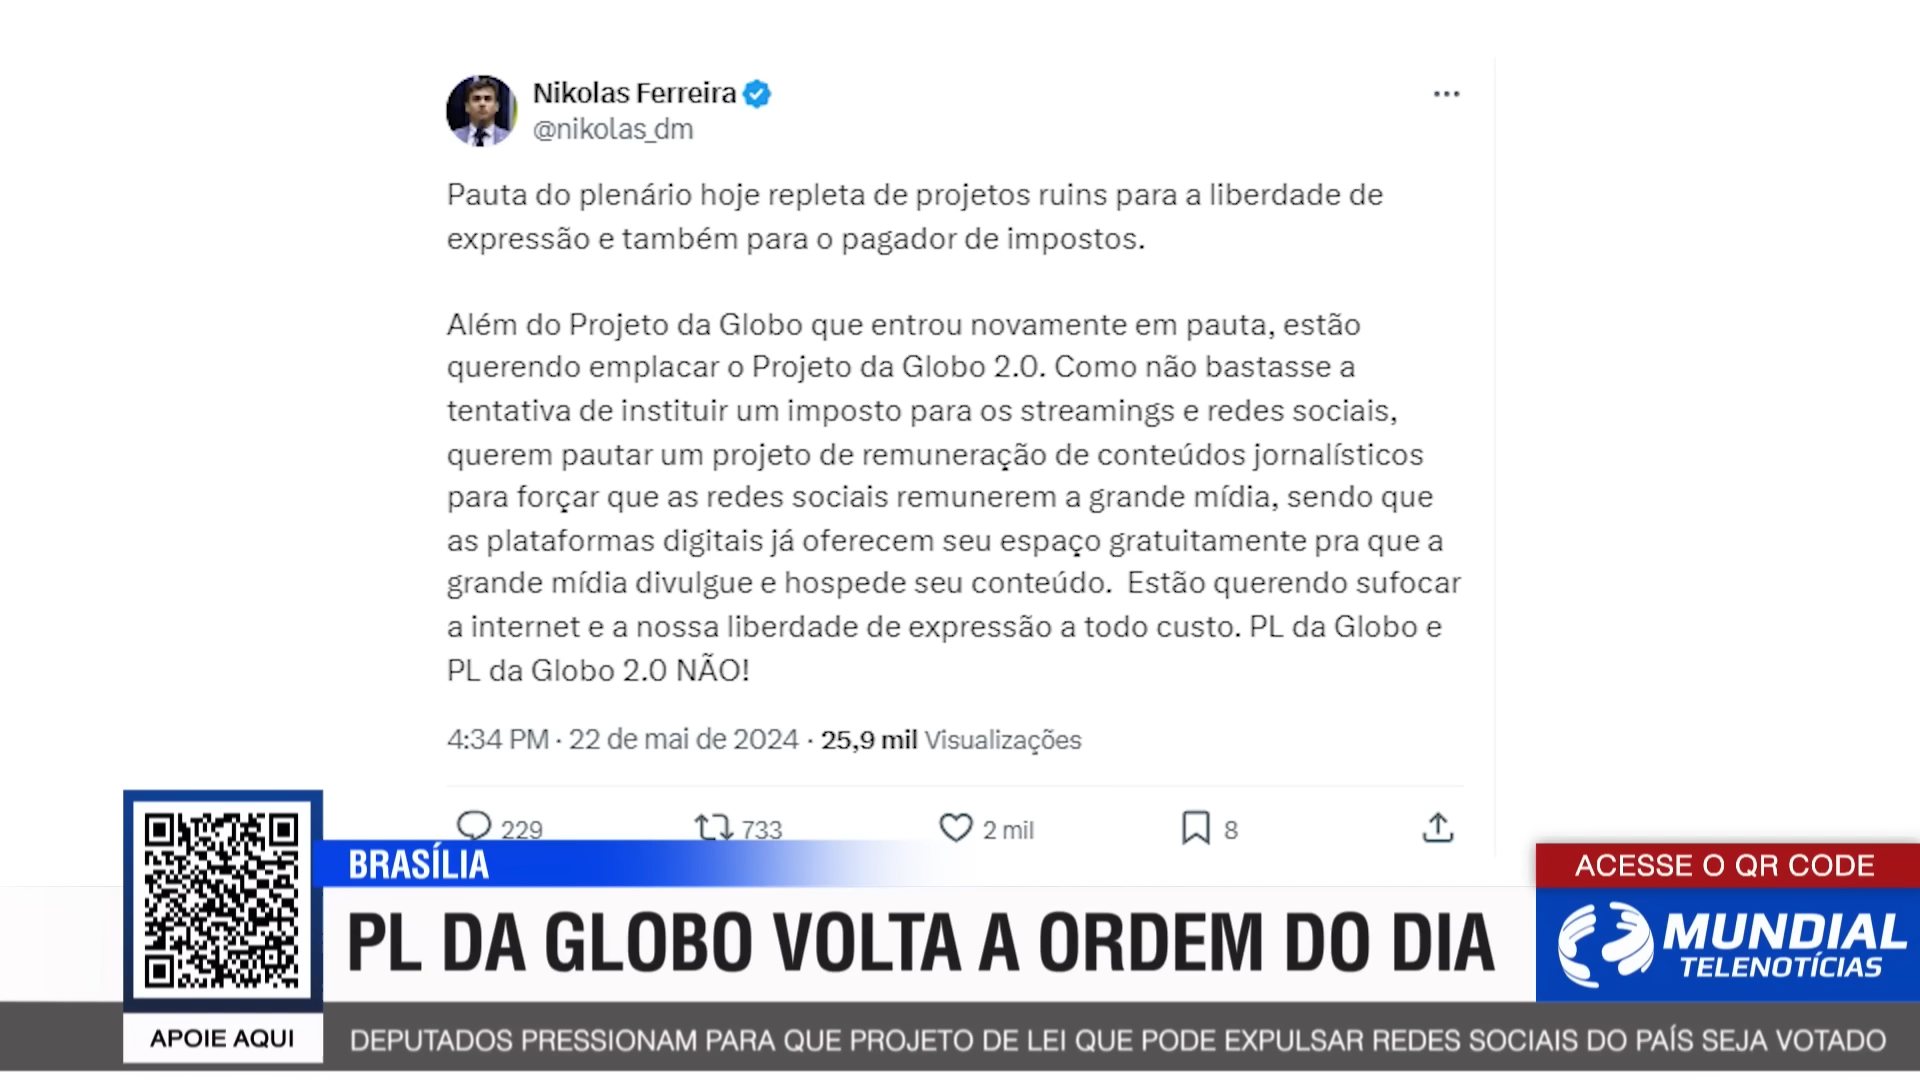 Nikolas Ferreira
@nikolas_dm
Pauta do plenário hoje repleta de projetos ruins para a liberdade de
expressão e também para o pagador de impostos.
Além do Projeto da Globo que entrou novamente em pauta, estão
querendo emplacar o Projeto da Globo 2.0. Como não bastasse a
tentativa de instituir um imposto para os streamings e redes sociais,
querem pautar um projeto de remuneração de conteúdos jornalísticos
para forçar que as redes sociais remunerem a grande mídia, sendo que
as plataformas digitais já oferecem seu espaço gratuitamente pra que a
grande mídia divulgue e hospede seu conteúdo. Estão querendo sufocar
a internet e a nossa liberdade de expressão a todo custo. PL da Globo e
PL da Globo 2.0 NÃO!
4:34 PM · 22 de mai de 2024 · 25,9 mil Visualizações
229 733 2 mil 8
BRASÍLIA
ACESSE O QR CODE
PL DA GLOBO VOLTA A ORDEM DO DIA
MUNDIAL
TELENOTÍCIAS
APOIE AQUI
DEPUTADOS PRESSIONAM PARA QUE PROJETO DE LEI QUE PODE EXPULSAR REDES SOCIAIS DO PAÍS SEJA VOTADO